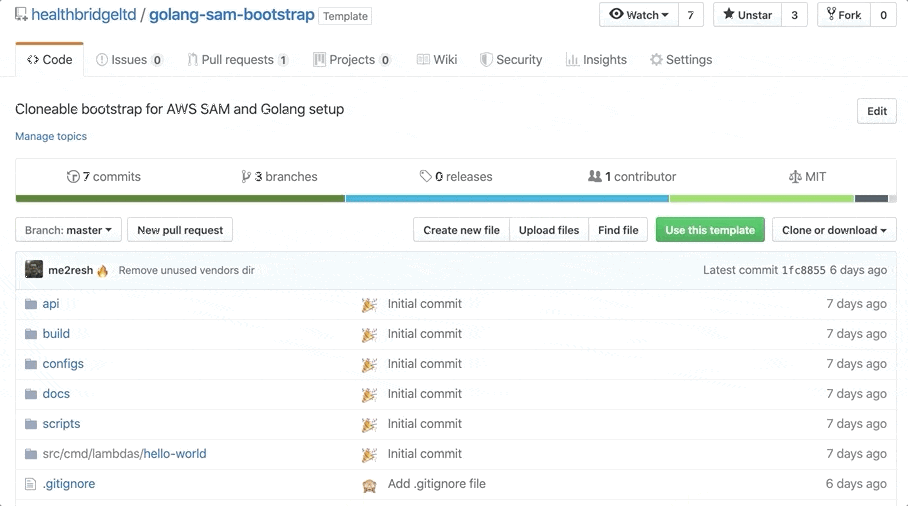 healthbridgeltd / golang-sam-bootstrap Template Watch 7 Unstar 3 Fork 0
Code Issues 0 Pull requests 1 Projects 0 Wiki Security Insights Settings
Cloneable bootstrap for AWS SAM and Golang setup Edit
Manage topics
7 commits 3 branches 0 releases 1 contributor MIT
Branch: master New pull request Create new file Upload files Find file Use this template Clone or download
me2resh Remove unused vendors dir Latest commit 1fc8855 6 days ago
api Initial commit 7 days ago
build Initial commit 7 days ago
configs Initial commit 7 days ago
docs Initial commit 7 days ago
scripts Initial commit 7 days ago
src/cmd/lambdas/hello-world Initial commit 7 days ago
.gitignore Add .gitignore file 6 days ago